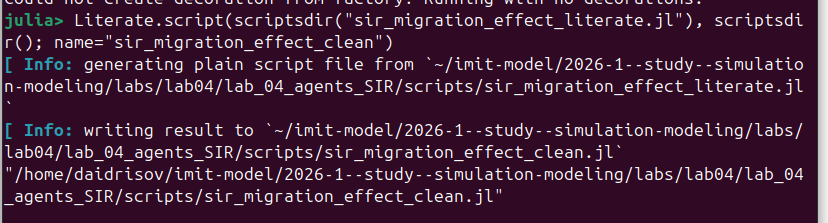 could not create decoration from factory. Running with no decorations.
julia> Literate.script(scriptsdir("sir_migration_effect_literate.jl"), scriptsdi
r(); name="sir_migration_effect_clean")
[ Info: generating plain script file from `~/imit-model/2026-1--study--simulatio
n-modeling/labs/lab04/lab_04_agents_SIR/scripts/sir_migration_effect_literate.jl
`
[ Info: writing result to `~/imit-model/2026-1--study--simulation-modeling/labs/
lab04/lab_04_agents_SIR/scripts/sir_migration_effect_clean.jl`
"/home/daidrisov/imit-model/2026-1--study--simulation-modeling/labs/lab04/lab_04
_agents_SIR/scripts/sir_migration_effect_clean.jl"